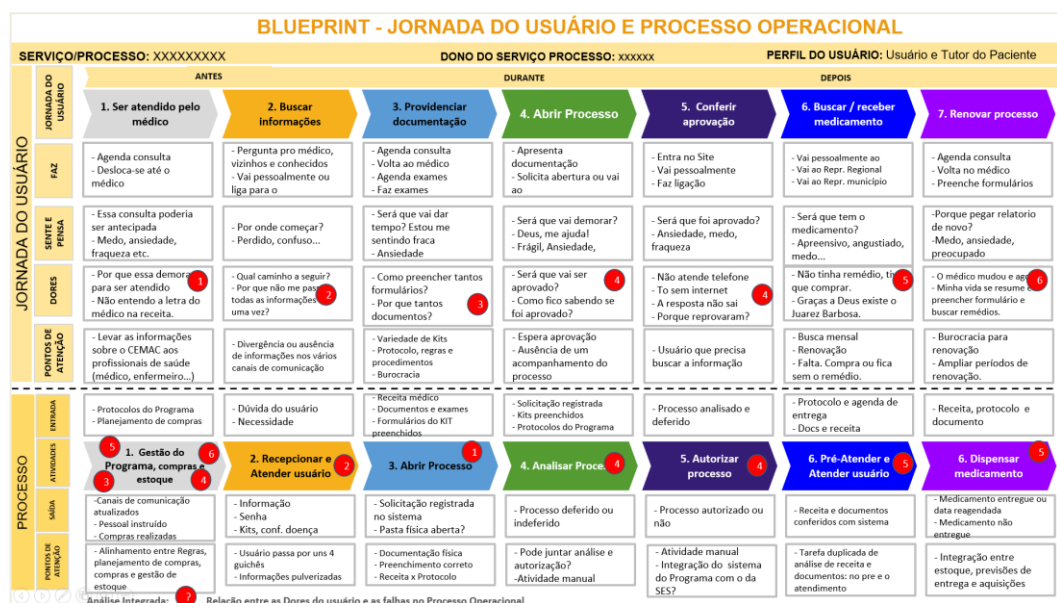 BLUEPRINT - JORNADA DO USUÁRIO E PROCESSO OPERACIONAL
SERVIÇO/PROCESSO: XXXXXXXXX
DONO DO SERVIÇO PROCESSO: xxxxxx
PERFIL DO USUÁRIO: Usuário e Tutor do Paciente
ANTES
DURANTE
DEPOIS
JORNADA DO USUÁRIO
JORNADA DO
USUÁRIO
1. Ser atendido pelo
médico
2. Buscar
informações
3. Providenciar
documentação
4. Abrir Processo
5. Conferir
aprovação
6. Buscar / receber
medicamento
7. Renovar processo
FAZ
- Agenda consulta
- Desloca-se até o
médico
- Pergunta pro médico,
vizinhos e conhecidos
- Vai pessoalmente ou
liga para o
- Agenda consulta
- Volta ao médico
- Agenda exames
- Faz exames
- Apresenta
documentação
- Solicita abertura ou vai
ao
- Entra no Site
- Vai pessoalmente
- Faz ligação
- Vai pessoalmente ao
- Vai ao Repr. Regional
- Vai ao Repr. município
- Agenda consulta
- Volta no médico
- Preenche formulários
SENTE E
PENSA
- Essa consulta poderia
ser antecipada
- Medo, ansiedade,
fraqueza etc.
- Por onde começar?
- Perdido, confuso...
- Será que vai dar
tempo? Estou me
sentindo fraca
- Ansiedade
- Será que vai demorar?
- Deus, me ajuda!
- Frágil, Ansiedade,
- Será que foi aprovado?
- Ansiedade, medo,
fraqueza
- Será que tem o
medicamento?
- Apreensivo, angustiado,
medo...
-Porque pegar relatorio
de novo?
-Medo, ansiedade,
preocupado
DORES
- Por que essa demora
para ser atendido
- Não entendo a letra do
médico na receita.
1
- Qual caminho a seguir?
- Por que não me
todas as informações
uma vez?
2
- Como preencher tantos
formulários?
- Por que tantos
documentos?
3
- Será que vai ser
aprovado?
- Como fico sabendo se
foi aprovado?
4
- Não atende telefone
- To sem internet
- A resposta não sai
- Porque reprovaram?
4
- Não tinha remédio,
que comprar.
- Graças a Deus existe o
Juarez Barbosa.
5
- O médico mudou e
- Minha vida se resume
preencher formulário e
buscar remédios.
6
PONTOS DE
ATENÇÃO
- Levar as informações
sobre o CEMAC aos
profissionais de saúde
(médico, enfermeiro...)
- Divergência ou ausência
de informações nos vários
canais de comunicação
- Variedade de Kits
- Protocolo, regras e
procedimentos
- Burocracia
- Espera aprovação
- Ausência de um
acompanhamento do
processo
- Usuário que precisa
buscar a informação
- Busca mensal
- Renovação
- Falta. Compra ou fica
sem o remédio.
- Burocracia para
renovação
- Ampliar períodos de
renovação.
PROCESSO
ENTRADA
- Protocolos do Programa
- Planejamento de compras
- Dúvida do usuário
- Necessidade
- Receita médico
- Documentos e exames
- Formulários do KIT
preenchidos
- Solicitação registrada
- Kits preenchidos
- Protocolos do Programa
- Processo analisado e
deferido
- Protocolo e agenda de
entrega
- Docs e receita
- Receita, protocolo e
documento
ATIVIDADES
1. Gestão do
Programa, compras e
estoque
5
6
3
4
2. Recepcionar e
Atender usuário
2
3. Abrir Processo
1
4. Analisar
4
5. Autorizar
processo
4
6. Pré-Atender e
Atender usuário
5
6. Dispensar
medicamento
5
SAÍDA
-Canais de comunicação
atualizados
- Pessoal instruído
- Compras realizadas
- Informação
- Senha
- Kits, conf. doença
- Solicitação registrada
no sistema
- Pasta física aberta?
- Processo deferido ou
indeferido
- Processo autorizado ou
não
- Receita e documentos
conferidos com sistema
- Medicamento entregue ou
data reagendada
- Medicamento não
entregue
PONTOS DE
ATENÇÃO
- Alinhamento entre Regras,
planejamento de compras,
compras e gestão de
estoque
- Usuário passa por uns 4
guichês
- Informações pulverizadas
- Documentação física
- Preenchimento correto
- Receita x Protocolo
- Pode juntar análise e
autorização?
-Atividade manual
- Atividade manual
- Integração do sistema
do Programa com o da
SES?
- Tarefa duplicada de
análise de receita e
documentos: no pre e o
atendimento
- Integração entre
estoque, previsões de
entrega e aquisições
Análise Integrada:
?
Relação entre as Dores do usuário e as falhas no Processo Operacional